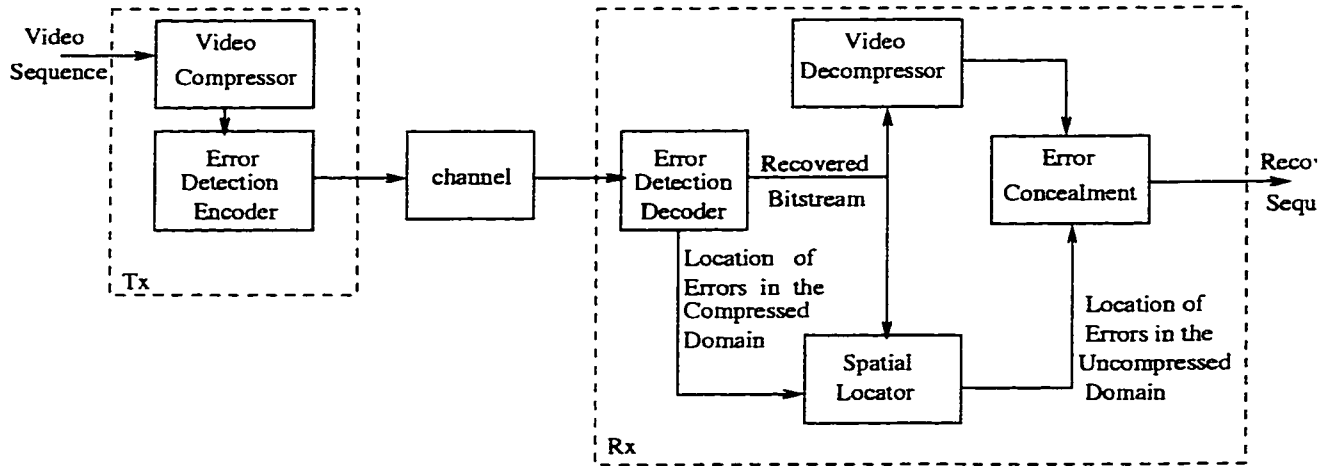 Video
Sequence
Video
Compressor
Error
Detection
Encoder
Tx
channel
Error
Detection
Decoder
Recovered
Bitstream
Location of
Errors in the
Compressed
Domain
Video
Decompressor
Spatial
Locator
Error
Concealment
Location of
Errors in the
Uncompressed
Domain
Rx